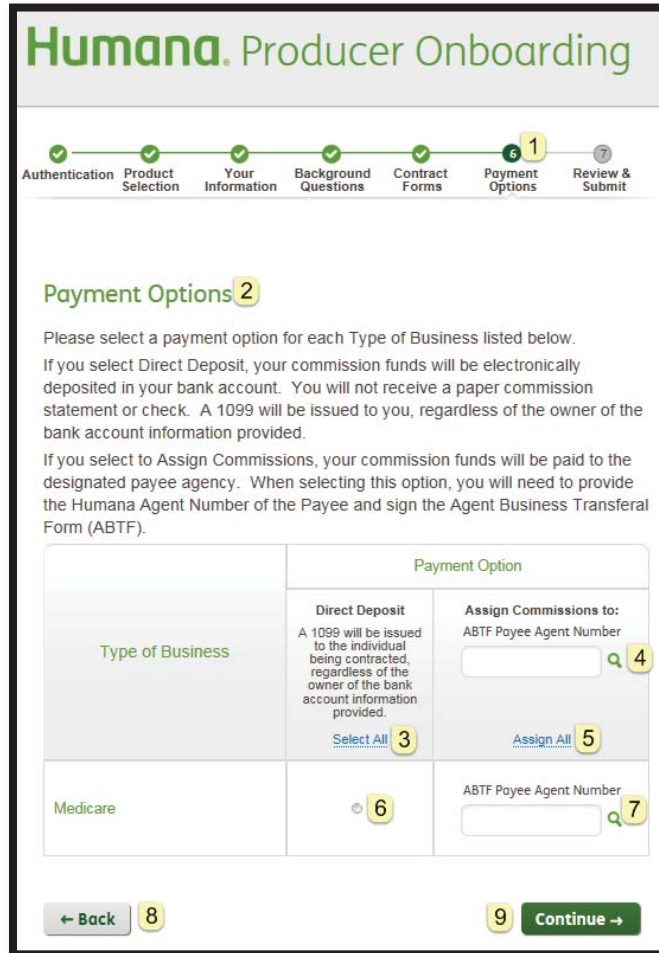 Humana. Producer Onboarding
6 1 7
Authentication Product Selection Your Information Background Questions Contract Forms Payment Options Review & Submit
Payment Options 2
Please select a payment option for each Type of Business listed below.
If you select Direct Deposit, your commission funds will be electronically
deposited in your bank account. You will not receive a paper commission
statement or check. A 1099 will be issued to you, regardless of the owner of the
bank account information provided.
If you select to Assign Commissions, your commission funds will be paid to the
designated payee agency. When selecting this option, you will need to provide
the Humana Agent Number of the Payee and sign the Agent Business Transferal
Form (ABTF).
Payment Option
Type of Business
Direct Deposit
A 1099 will be issued
to the individual
being contracted,
regardless of the
owner of the bank
account information
provided.
Select All 3
Assign Commissions to:
ABTF Payee Agent Number
4
Assign All 5
Medicare
6
ABTF Payee Agent Number
7
← Back 8
9 Continue →